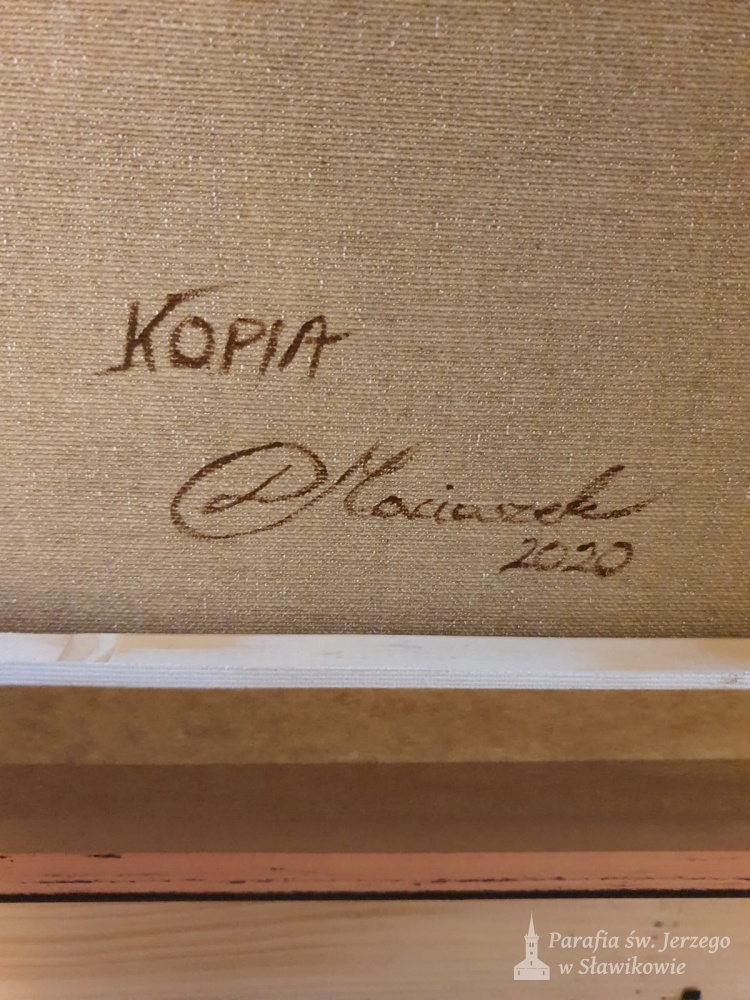 KOPIA
D Maciaszek
2020
Parafia św. Jerzego
w Sławikowie